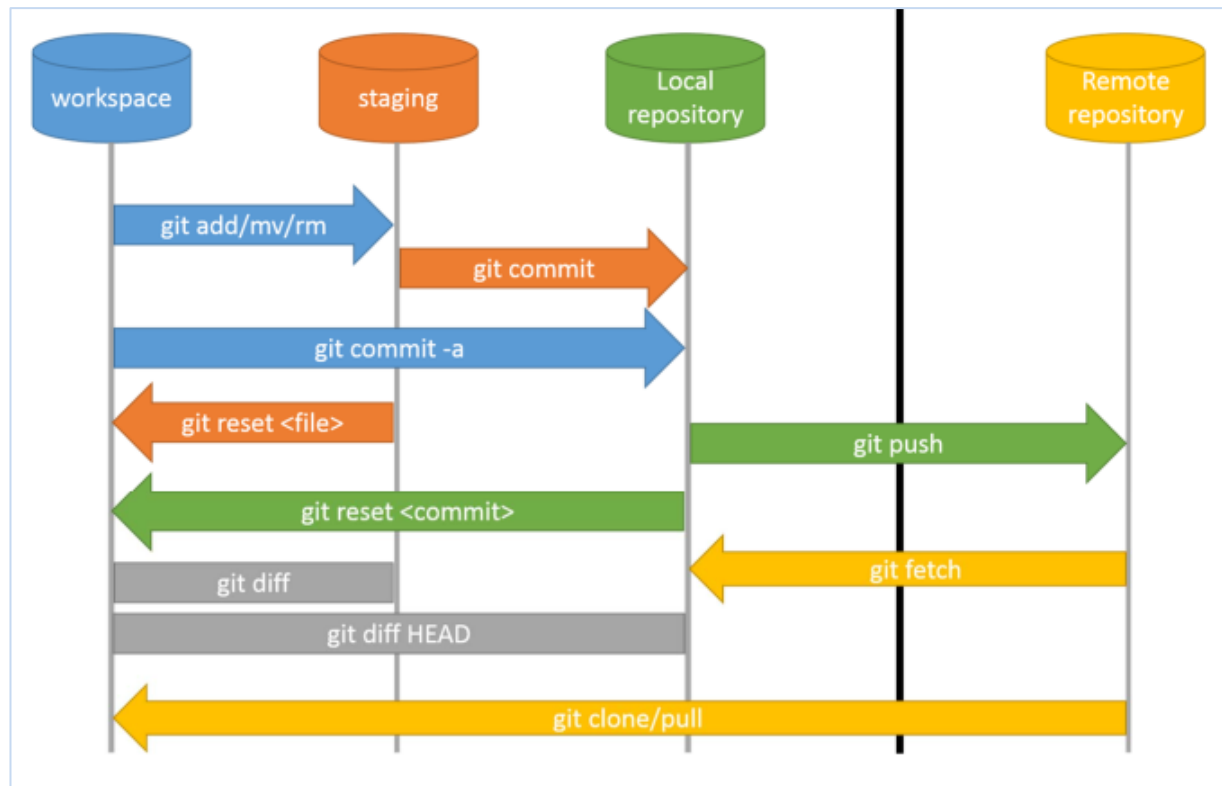 workspace
staging
Local
repository
Remote
repository
git add/mv/rm
git commit
git commit -a
git reset <file>
git push
git reset <commit>
git fetch
git diff
git diff HEAD
git clone/pull